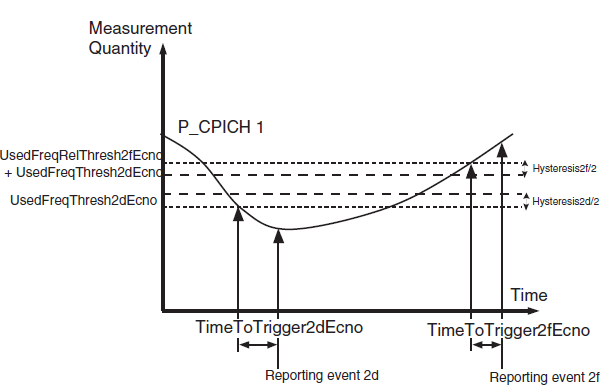 Measurement
Quantity
P_CPICH 1
UsedFreqRelThresh2fEcno
+ UsedFreqThresh2dEcno
Hysteresis2f/2
UsedFreqThresh2dEcno
Hysteresis2d/2
Time
TimeToTrigger2dEcno
TimeToTrigger2fEcno
Reporting event 2d
Reporting event 2f